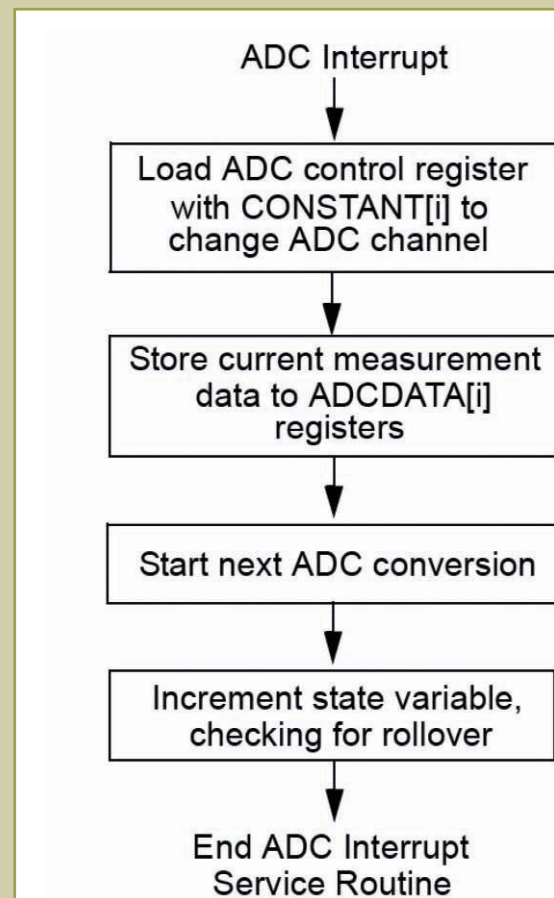 ADC Interrupt
Load ADC control register
with CONSTANT[i] to
change ADC channel
Store current measurement
data to ADCDATA[i]
registers
Start next ADC conversion
Increment state variable,
checking for rollover
End ADC Interrupt
Service Routine